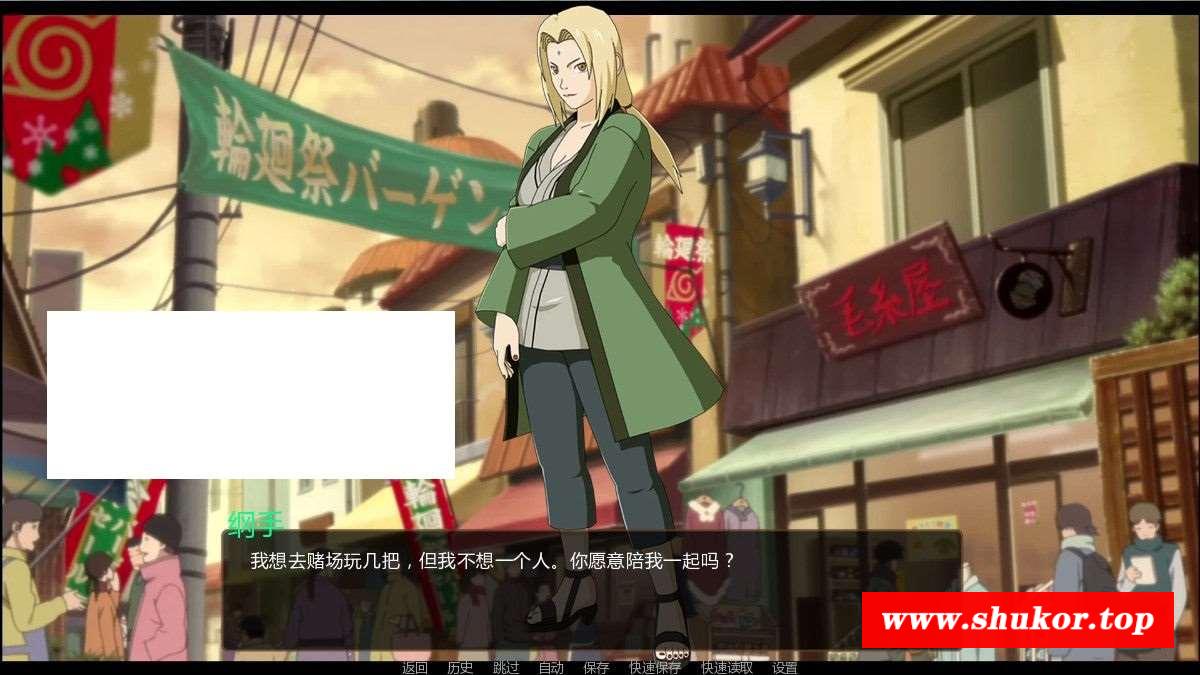 輪廻祭バーゲン
輪廻祭
毛糸屋
纲手
我想去赌场玩几把，但我不想一个人。你愿意陪我一起吗？
www.shukor.top
返回 历史 跳过 自动 保存 快速保存 快速读取 设置